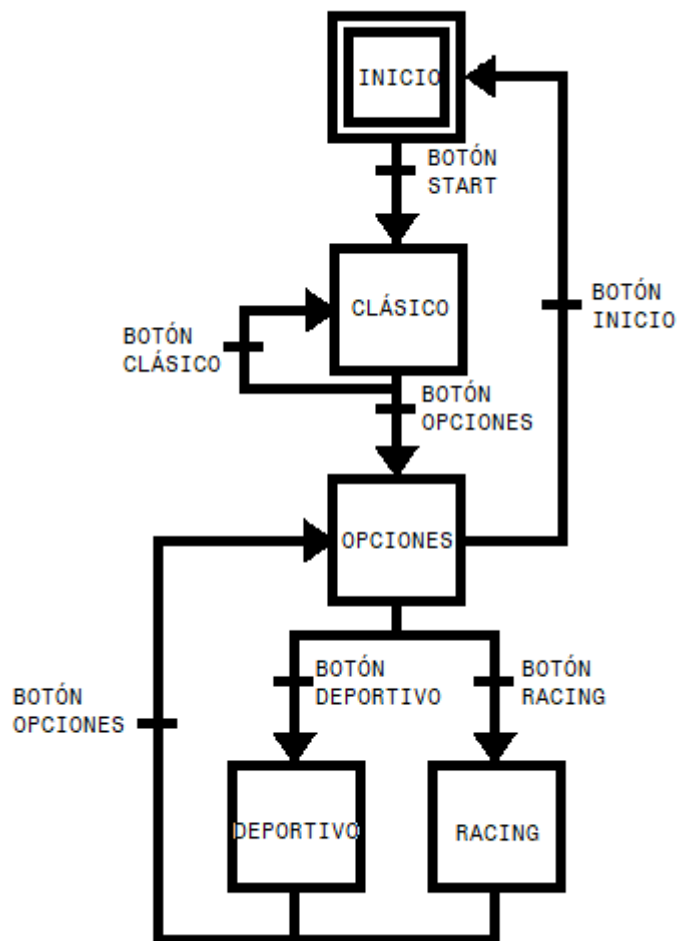 INICIO
BOTÓN
START
CLÁSICO
BOTÓN
INICIO
BOTÓN
CLÁSICO
BOTÓN
OPCIONES
OPCIONES
BOTÓN
DEPORTIVO
BOTÓN
RACING
BOTÓN
OPCIONES
DEPORTIVO
RACING